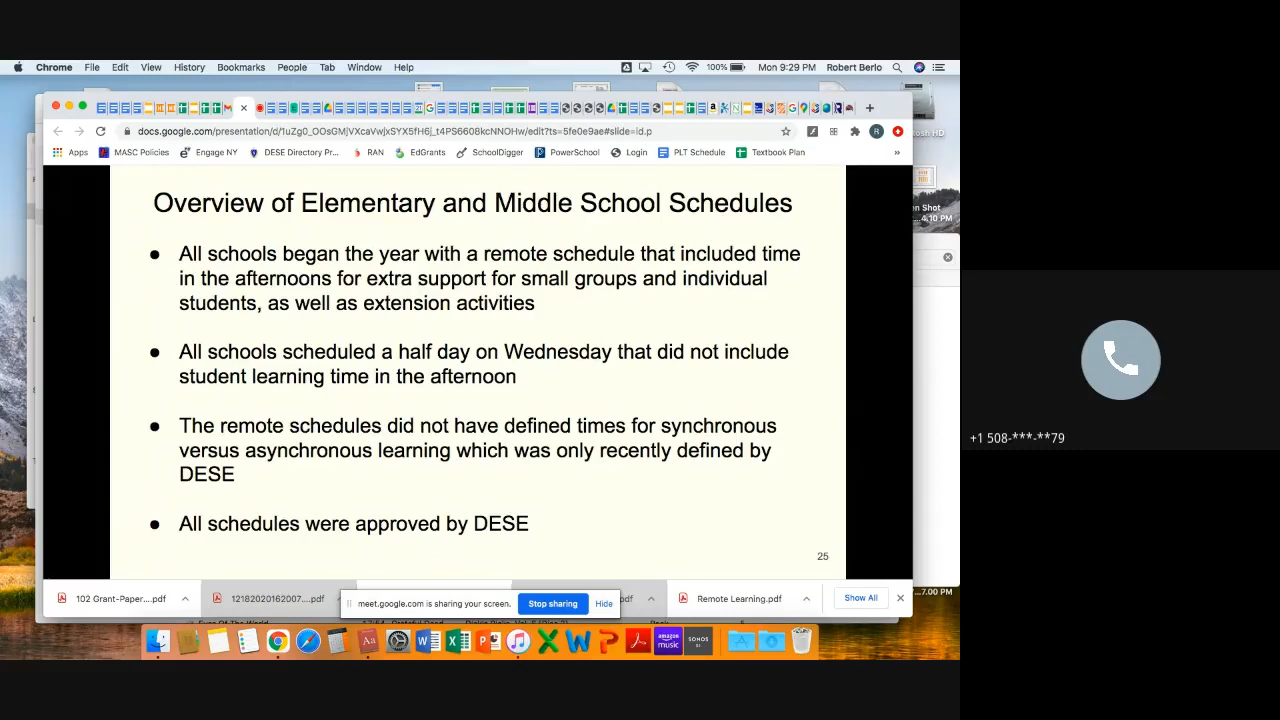 Chrome File Edit View History Bookmarks People Tab Window Help 100% Mon 9:29 PM Robert Berlo
docs.google.com/presentation/d/1uZg0_OOsGMjVXcaVwjxSYX5fH6j_t4PS6608kcNNOHw/edit?ts=5fe0e9ae#slide=id.p
Apps MASC Policies Engage NY DESE Directory Pr... RAN EdGrants SchoolDigger PowerSchool Login PLT Schedule Textbook Plan »
Overview of Elementary and Middle School Schedules
● All schools began the year with a remote schedule that included time
in the afternoons for extra support for small groups and individual
students, as well as extension activities
● All schools scheduled a half day on Wednesday that did not include
student learning time in the afternoon
● The remote schedules did not have defined times for synchronous
versus asynchronous learning which was only recently defined by
DESE
● All schedules were approved by DESE
25
102 Grant-Paper....pdf 12182020162007....pdf Remote Learning.pdf Show All
meet.google.com is sharing your screen. Stop sharing Hide
amazon music SONOS
+1 508-***-**79